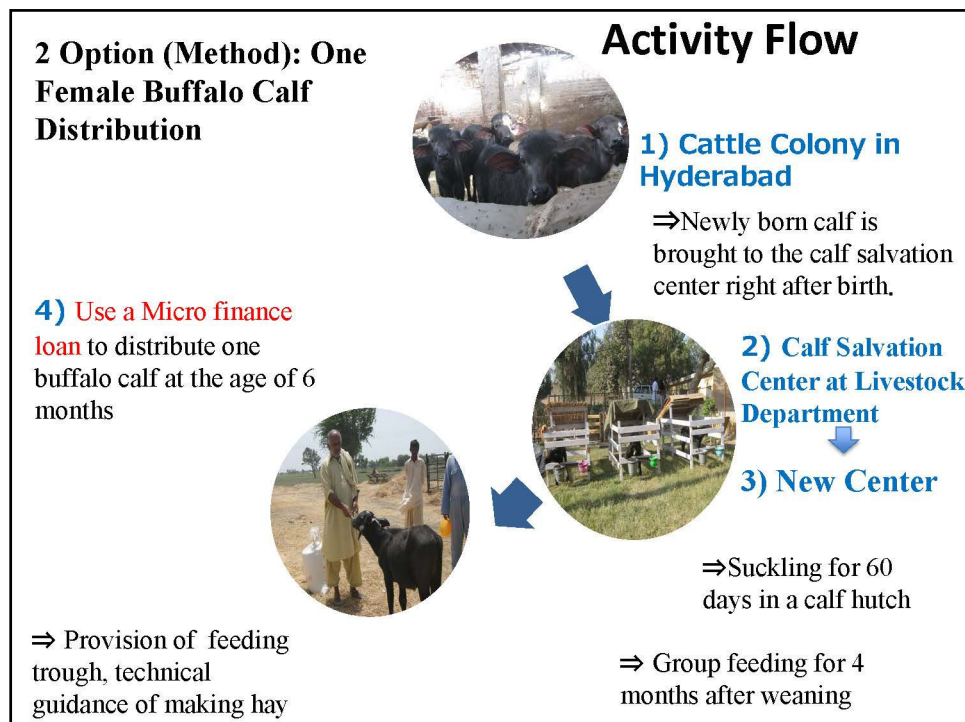 2 Option (Method): One
Female Buffalo Calf
Distribution
Activity Flow
1) Cattle Colony in
Hyderabad
⇒Newly born calf is
brought to the calf salvation
center right after birth.
2) Calf Salvation
Center at Livestock
Department
3) New Center
⇒Suckling for 60
days in a calf hutch
⇒ Group feeding for 4
months after weaning
4) Use a Micro finance
loan to distribute one
buffalo calf at the age of 6
months
⇒ Provision of feeding
trough, technical
guidance of making hay